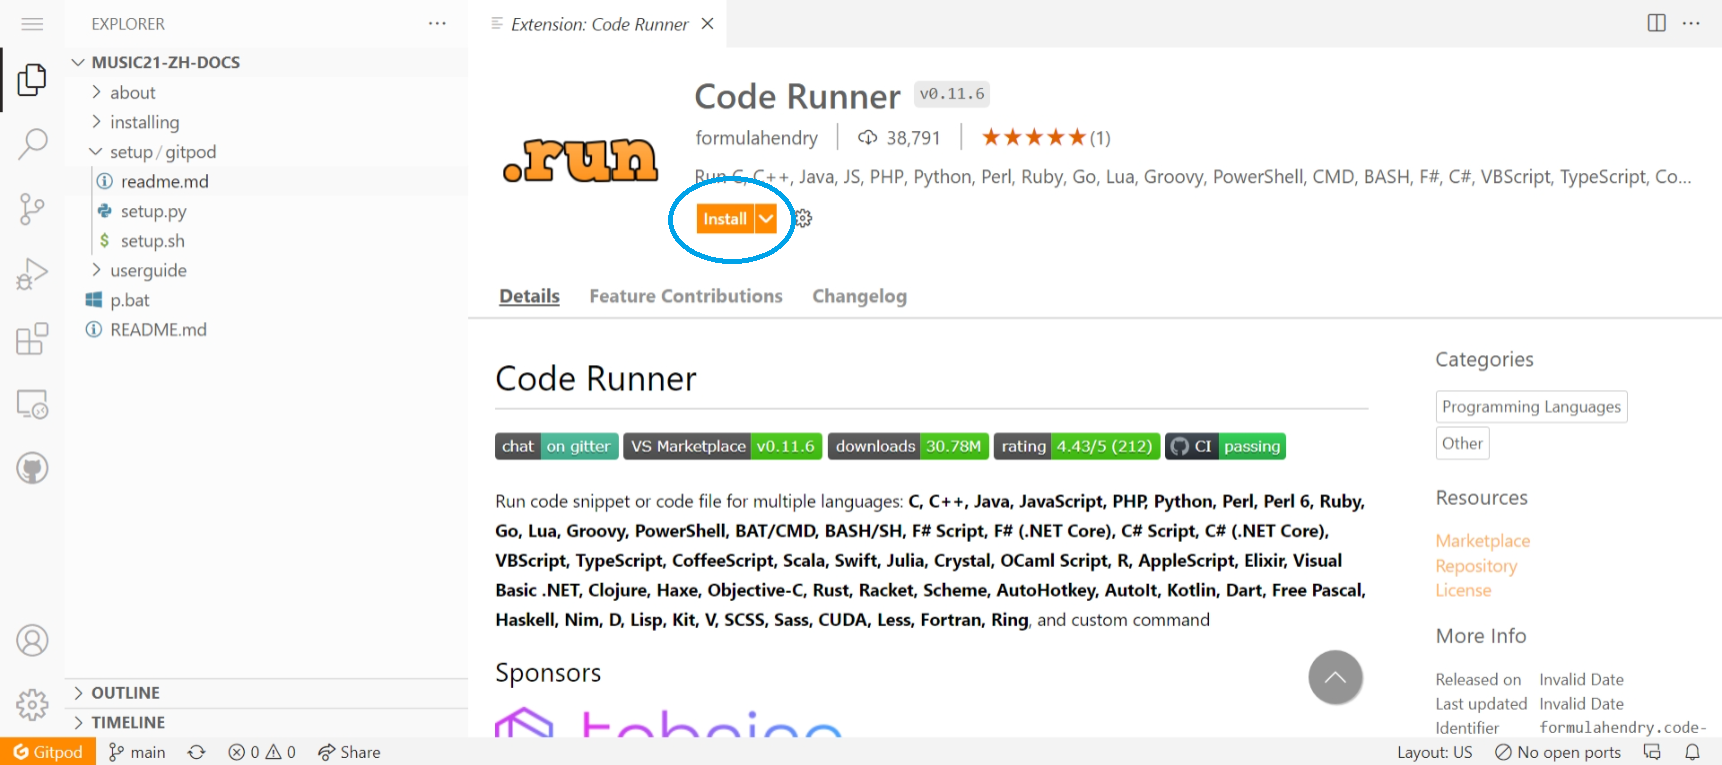 EXPLORER
MUSIC21-ZH-DOCS
about
installing
setup / gitpod
readme.md
setup.py
$ setup.sh
userguide
p.bat
README.md
OUTLINE
TIMELINE
Extension: Code Runner
Code Runner v0.11.6
formulahendry 38,791 (1)
.run
Run C, C++, Java, JS, PHP, Python, Perl, Ruby, Go, Lua, Groovy, PowerShell, CMD, BASH, F#, C#, VBScript, TypeScript, Co...
Install
Details Feature Contributions Changelog
Code Runner
chat on gitter VS Marketplace v0.11.6 downloads 30.78M rating 4.43/5 (212) CI passing
Run code snippet or code file for multiple languages: C, C++, Java, JavaScript, PHP, Python, Perl, Perl 6, Ruby,
Go, Lua, Groovy, PowerShell, BAT/CMD, BASH/SH, F# Script, F# (.NET Core), C# Script, C# (.NET Core),
VBScript, TypeScript, CoffeeScript, Scala, Swift, Julia, Crystal, OCaml Script, R, AppleScript, Elixir, Visual
Basic .NET, Clojure, Haxe, Objective-C, Rust, Racket, Scheme, AutoHotkey, AutoIt, Kotlin, Dart, Free Pascal,
Haskell, Nim, D, Lisp, Kit, V, SCSS, Sass, CUDA, Less, Fortran, Ring, and custom command
Sponsors
Categories
Programming Languages
Other
Resources
Marketplace
Repository
License
More Info
Released on Invalid Date
Last updated Invalid Date
Identifier formulahendry.code-
Gitpod main 0 0 Share
Layout: US No open ports